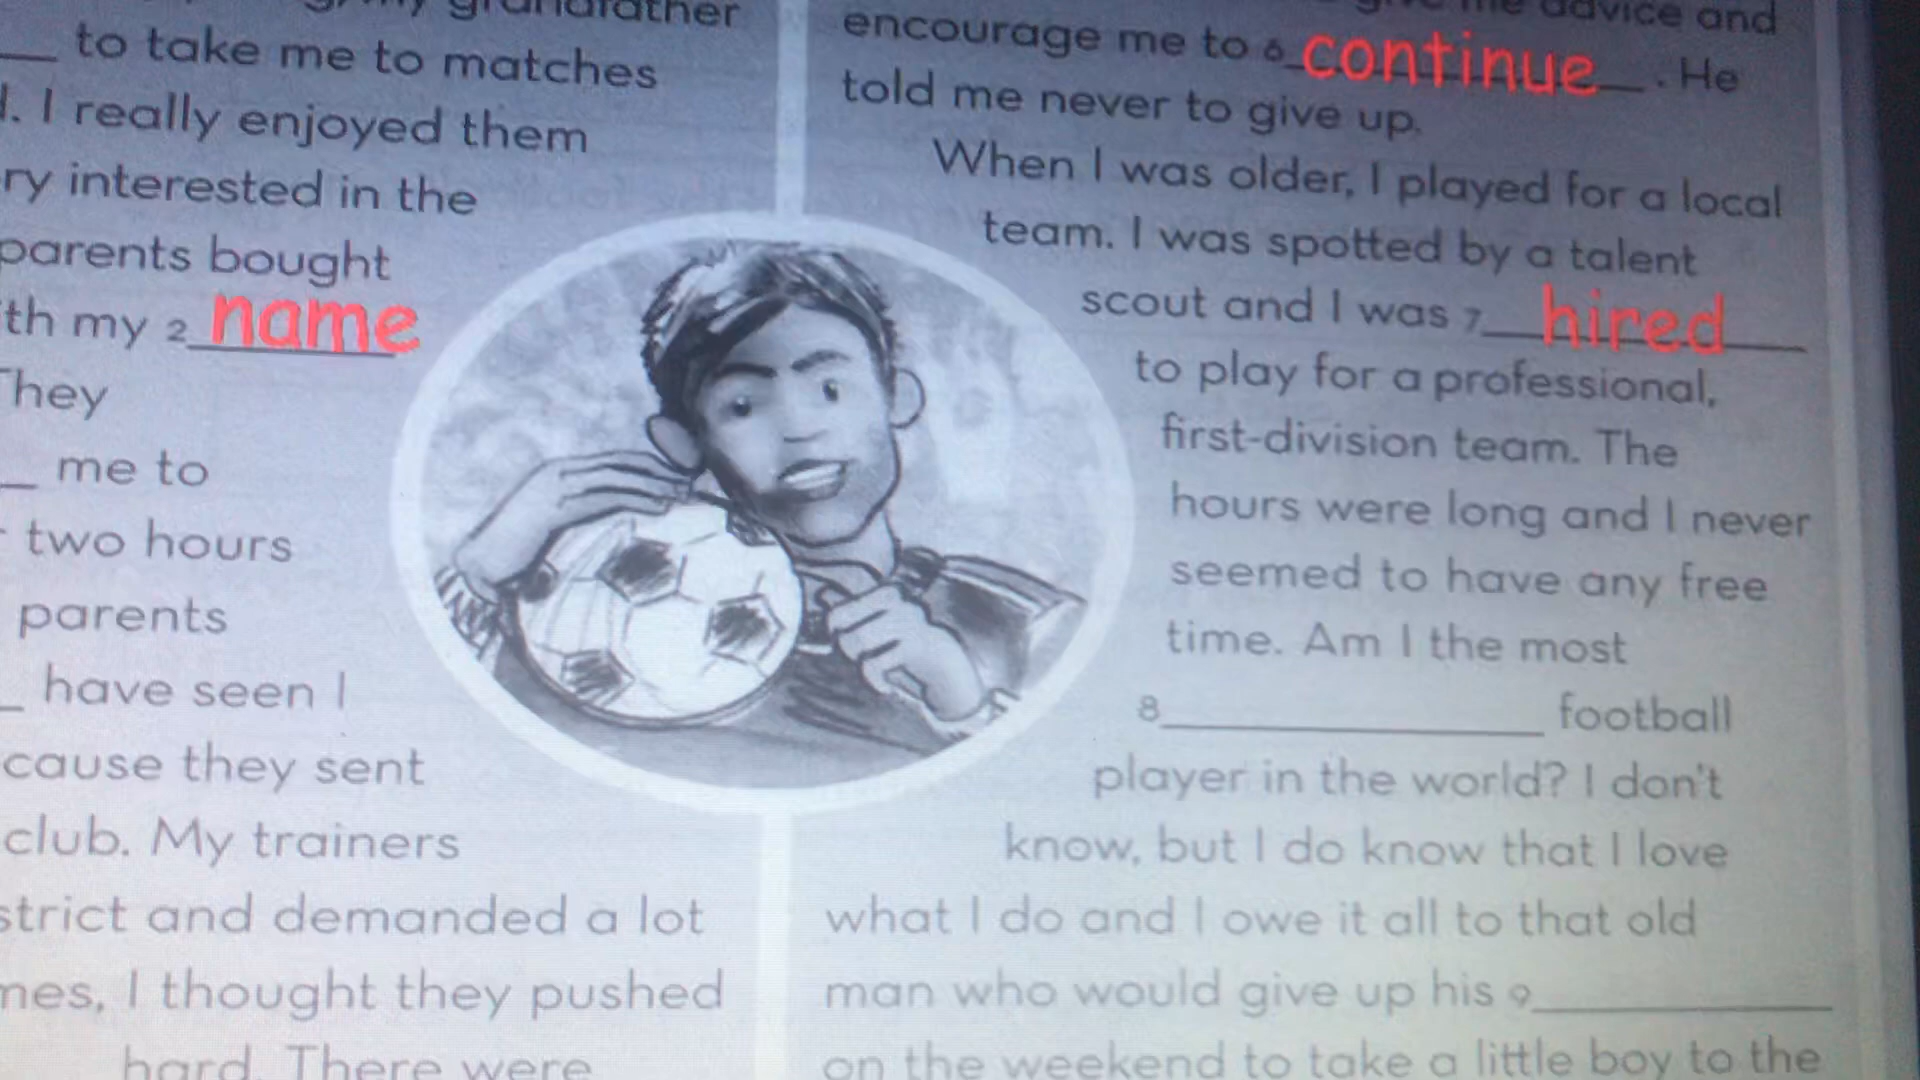 grandfather
to take me to matches
I really enjoyed them
interested in the
parents bought
my 2 name
They
me to
two hours
parents
have seen I
they sent
club. My trainers
strict and demanded a lot
I thought they pushed
hard. There were
me advice and
encourage me to 6 continue. He
told me never to give up.
When I was older, I played for a local
team. I was spotted by a talent
scout and I was 7 hired
to play for a professional,
first-division team. The
hours were long and I never
seemed to have any free
time. Am I the most
8____________ football
player in the world? I don't
know, but I do know that I love
what I do and I owe it all to that old
man who would give up his 9____________
on the weekend to take a little boy to the